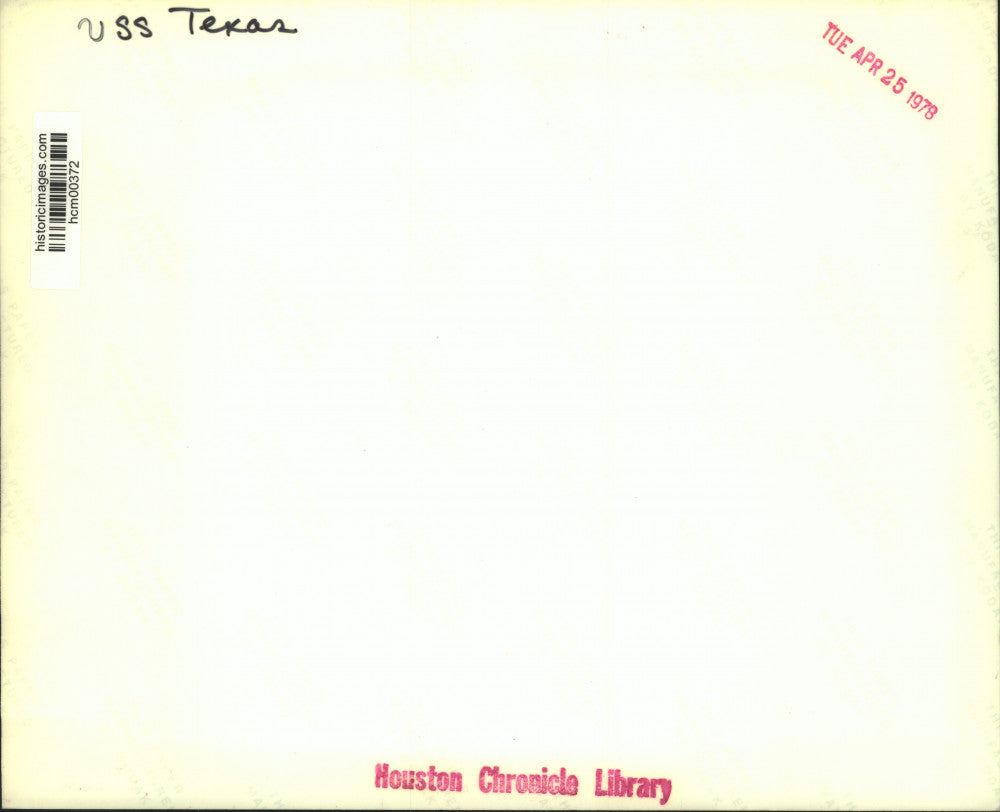 USS Texas
TUE APR 25 1978
historicimages.com
hcm00372
Houston Chronicle Library